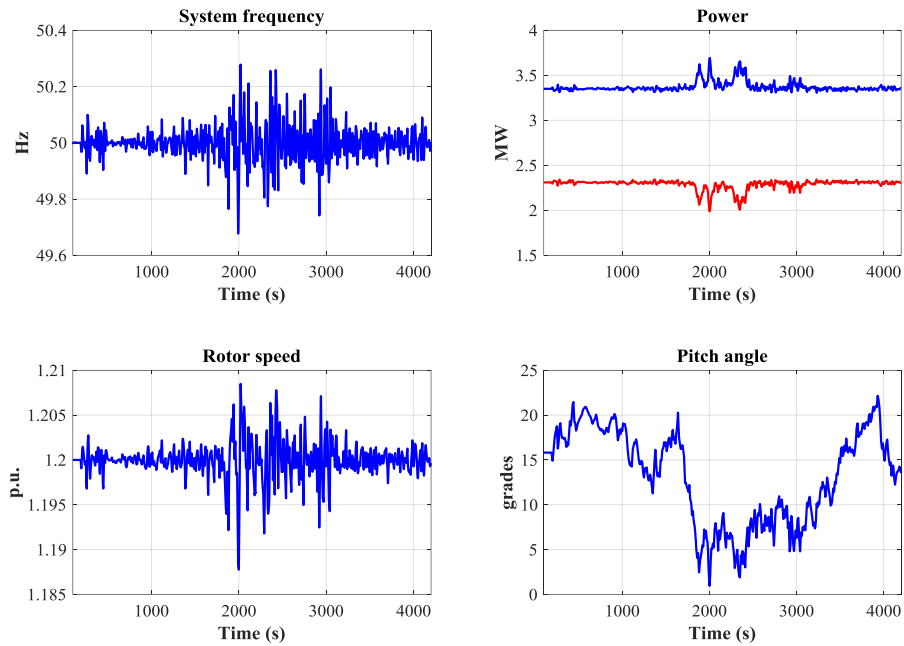 System frequency
50.4
50.2
50
49.8
49.6
Hz
1000 2000 3000 4000
Time (s)
Power
4
3.5
3
2.5
2
1.5
MW
1000 2000 3000 4000
Time (s)
Rotor speed
1.21
1.205
1.2
1.195
1.19
1.185
p.u.
1000 2000 3000 4000
Time (s)
Pitch angle
25
20
15
10
5
0
grades
1000 2000 3000 4000
Time (s)